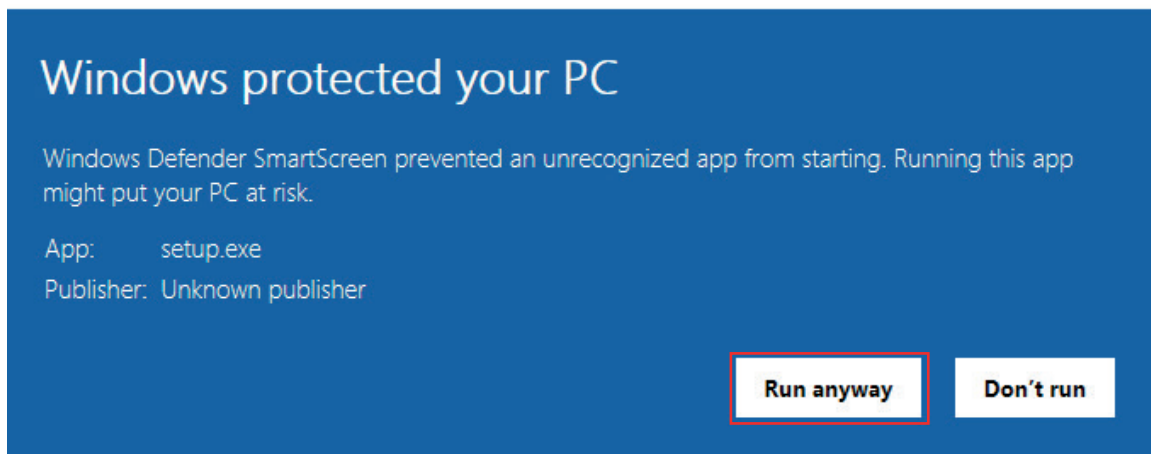 Windows protected your PC
Windows Defender SmartScreen prevented an unrecognized app from starting. Running this app
might put your PC at risk.
App: setup.exe
Publisher: Unknown publisher
Run anyway Don’t run